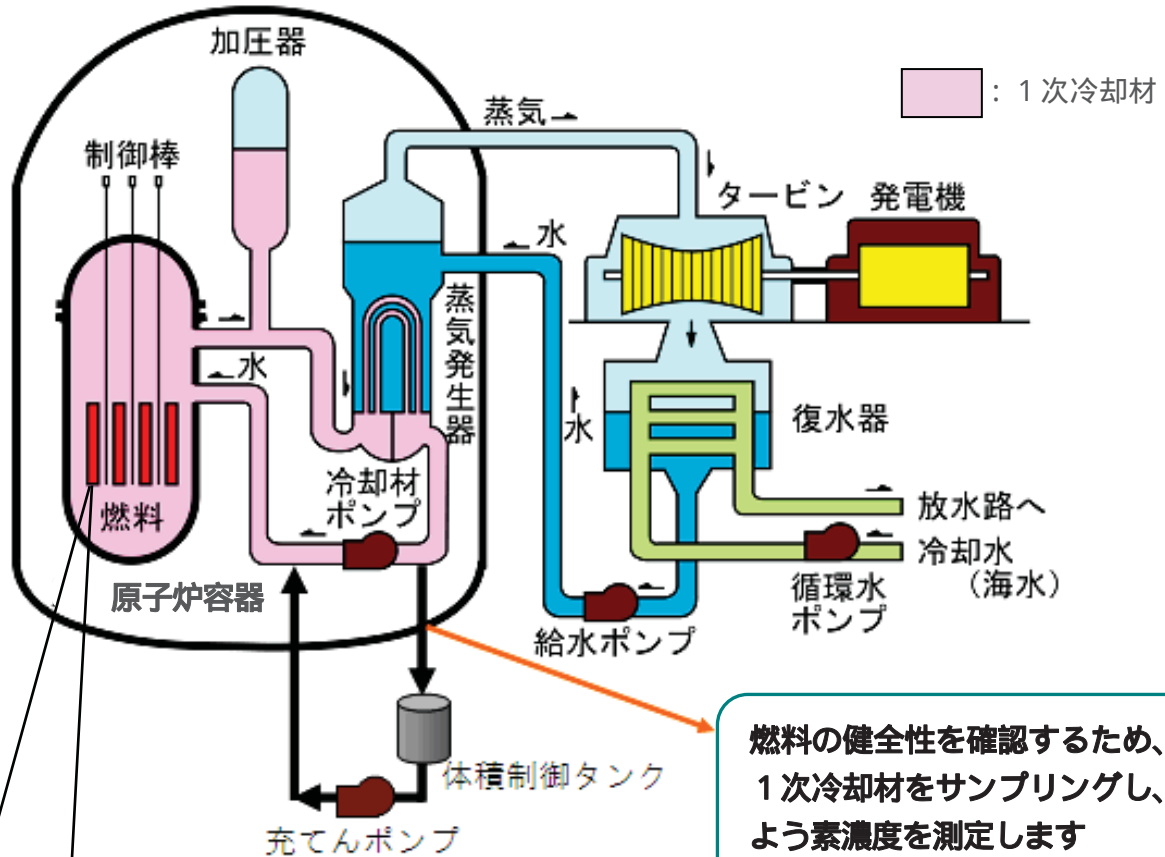 加圧器
：１次冷却材
蒸気
制御棒
タービン
発電機
水
蒸気発生器
水
水
復水器
冷却材
ポンプ
燃料
放水路へ
冷却水
（海水）
原子炉容器
循環水
ポンプ
給水ポンプ
体積制御タンク
充てんポンプ
燃料の健全性を確認するため、
１次冷却材をサンプリングし、
よう素濃度を測定します